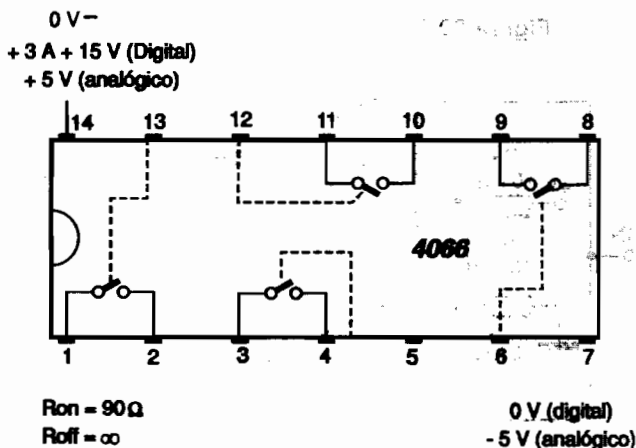 0 V -
+ 3 A + 15 V (Digital)
+ 5 V (analógico)
14 13 12 11 10 9 8
4066
1 2 3 4 5 6 7
Ron = 90 Ω
Roff = ∞
0 V (digital)
- 5 V (analógico)